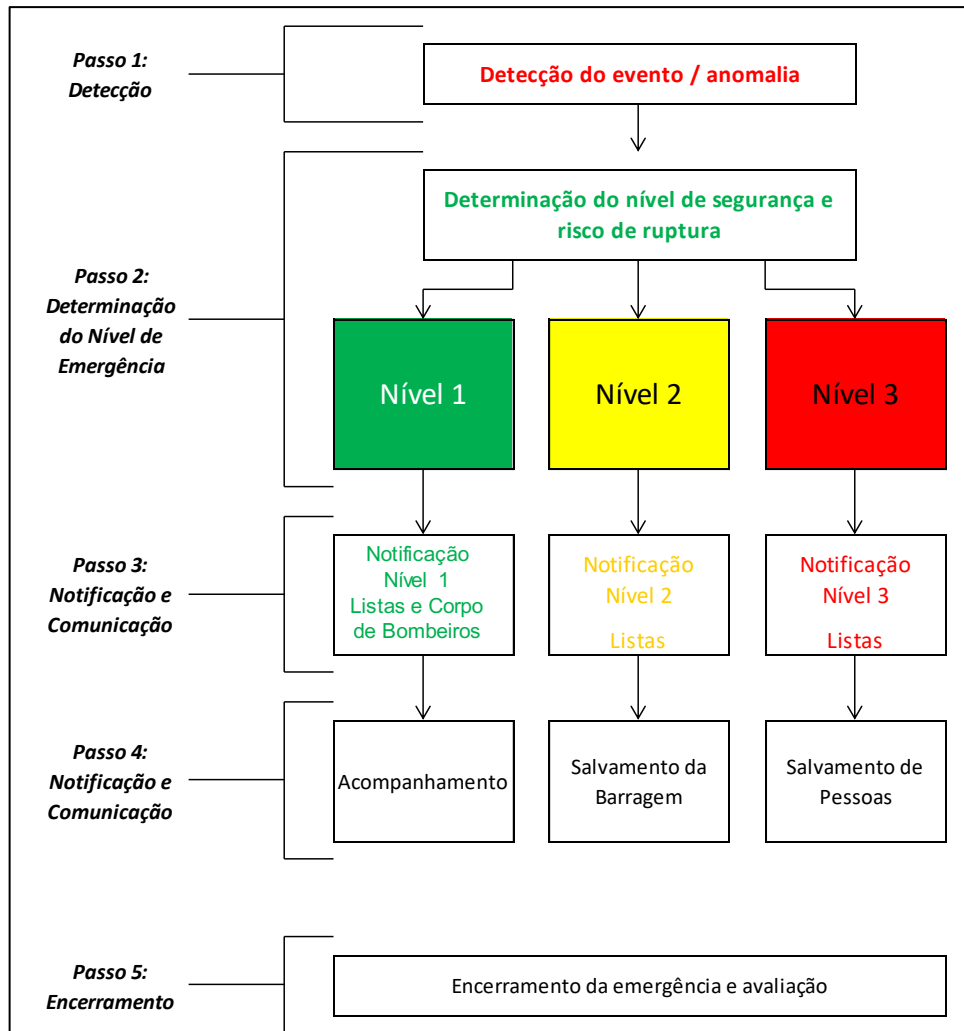 Passo 1:
Detecção
Detecção do evento / anomalia
Passo 2:
Determinação
do Nível de
Emergência
Determinação do nível de segurança e
risco de ruptura
Nível 1
Nível 2
Nível 3
Passo 3:
Notificação e
Comunicação
Notificação
Nível 1
Listas e Corpo
de Bombeiros
Notificação
Nível 2
Listas
Notificação
Nível 3
Listas
Passo 4:
Notificação e
Comunicação
Acompanhamento
Salvamento da
Barragem
Salvamento de
Pessoas
Passo 5:
Encerramento
Encerramento da emergência e avaliação